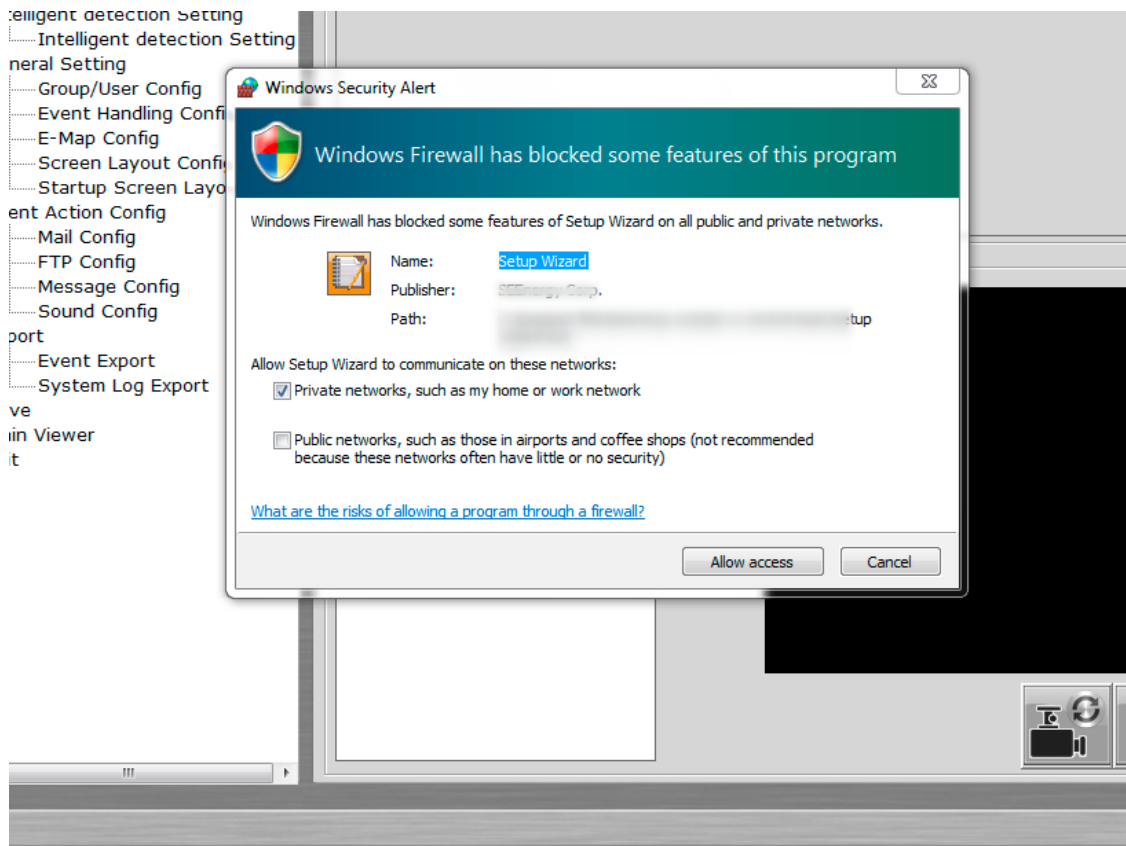 elligent detection Setting
Intelligent detection Setting
neral Setting
Group/User Config
Event Handling Confi
E-Map Config
Screen Layout Config
Startup Screen Layo
ent Action Config
Mail Config
FTP Config
Message Config
Sound Config
port
Event Export
System Log Export
ve
in Viewer
it
Windows Security Alert
Windows Firewall has blocked some features of this program
Windows Firewall has blocked some features of Setup Wizard on all public and private networks.
Name: Setup Wizard
Publisher: SEEnergy Corp.
Path: tup
Allow Setup Wizard to communicate on these networks:
Private networks, such as my home or work network
Public networks, such as those in airports and coffee shops (not recommended
because these networks often have little or no security)
What are the risks of allowing a program through a firewall?
Allow access Cancel